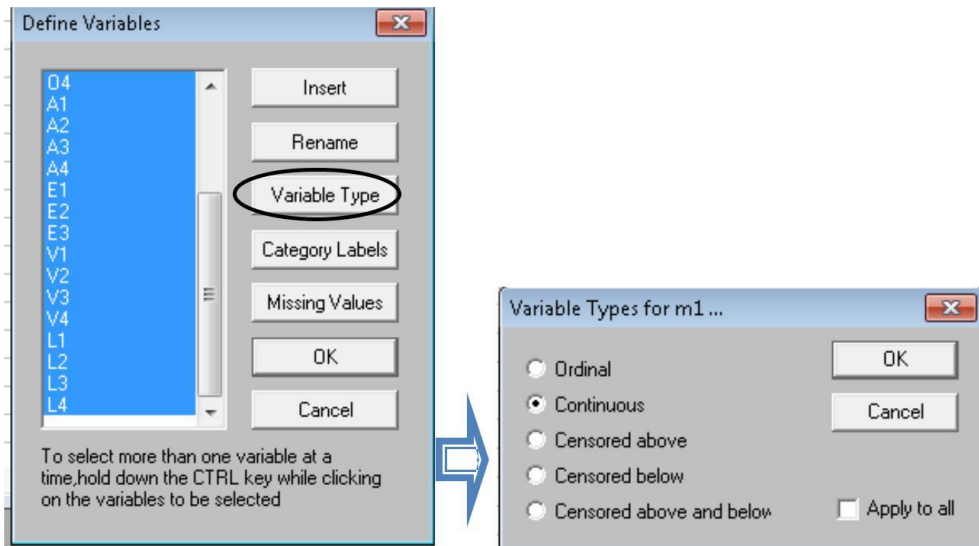 Define Variables
O4
A1
A2
A3
A4
E1
E2
E3
V1
V2
V3
V4
L1
L2
L3
L4
Insert
Rename
Variable Type
Category Labels
Missing Values
OK
Cancel
To select more than one variable at a
time,hold down the CTRL key while clicking
on the variables to be selected
Variable Types for m1 ...
Ordinal
Continuous
Censored above
Censored below
Censored above and below
OK
Cancel
Apply to all